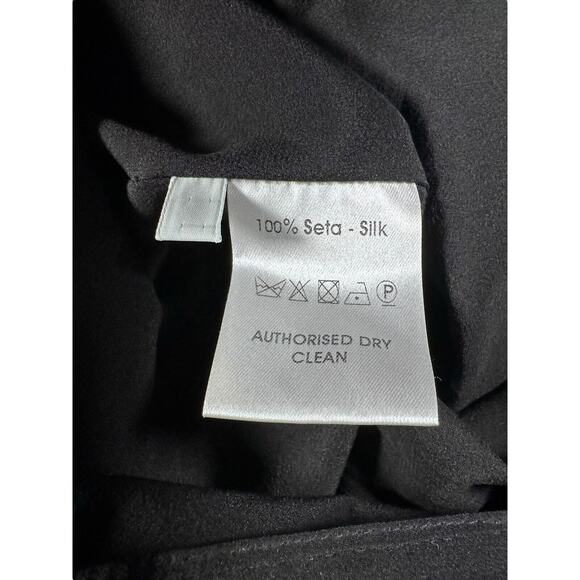 100% Seta - Silk
P
AUTHORISED DRY
CLEAN